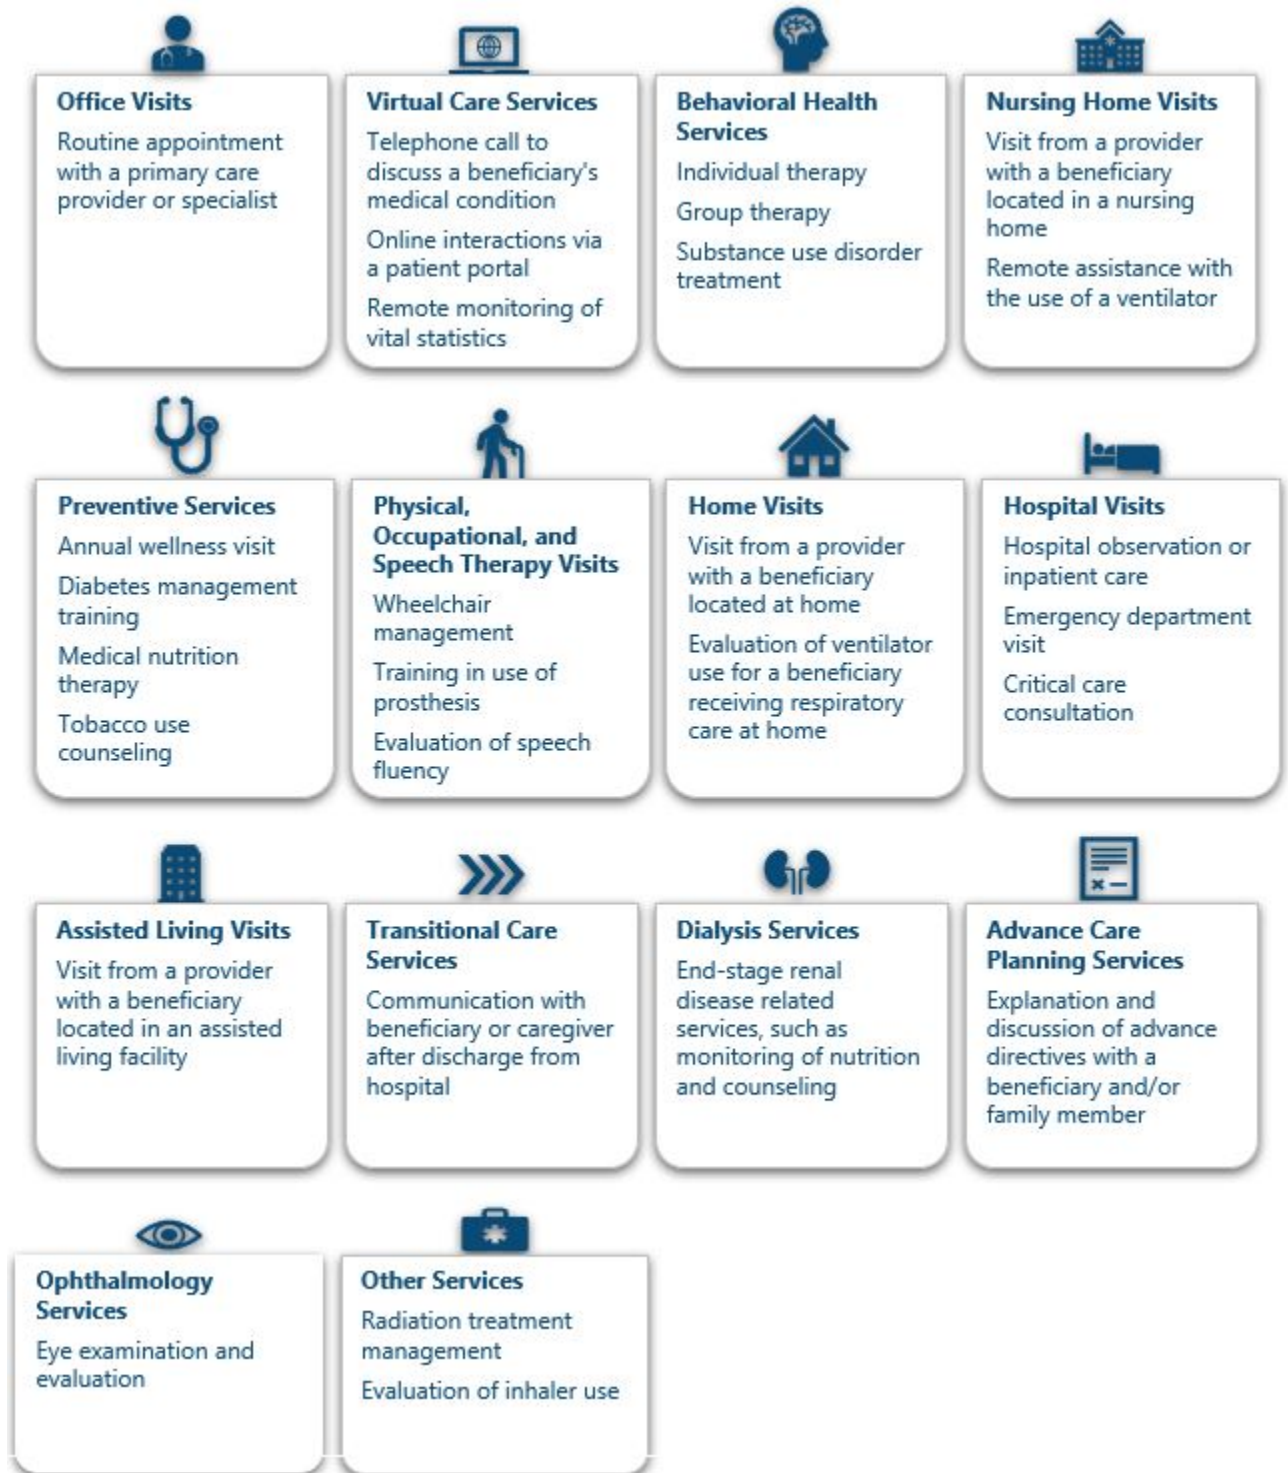 Office Visits
Routine appointment
with a primary care
provider or specialist
Virtual Care Services
Telephone call to
discuss a beneficiary's
medical condition
Online interactions via
a patient portal
Remote monitoring of
vital statistics
Behavioral Health
Services
Individual therapy
Group therapy
Substance use disorder
treatment
Nursing Home Visits
Visit from a provider
with a beneficiary
located in a nursing
home
Remote assistance with
the use of a ventilator
Preventive Services
Annual wellness visit
Diabetes management
training
Medical nutrition
therapy
Tobacco use
counseling
Physical,
Occupational, and
Speech Therapy Visits
Wheelchair
management
Training in use of
prosthesis
Evaluation of speech
fluency
Home Visits
Visit from a provider
with a beneficiary
located at home
Evaluation of ventilator
use for a beneficiary
receiving respiratory
care at home
Hospital Visits
Hospital observation or
inpatient care
Emergency department
visit
Critical care
consultation
Assisted Living Visits
Visit from a provider
with a beneficiary
located in an assisted
living facility
Transitional Care
Services
Communication with
beneficiary or caregiver
after discharge from
hospital
Dialysis Services
End-stage renal
disease related
services, such as
monitoring of nutrition
and counseling
Advance Care
Planning Services
Explanation and
discussion of advance
directives with a
beneficiary and/or
family member
Ophthalmology
Services
Eye examination and
evaluation
Other Services
Radiation treatment
management
Evaluation of inhaler use